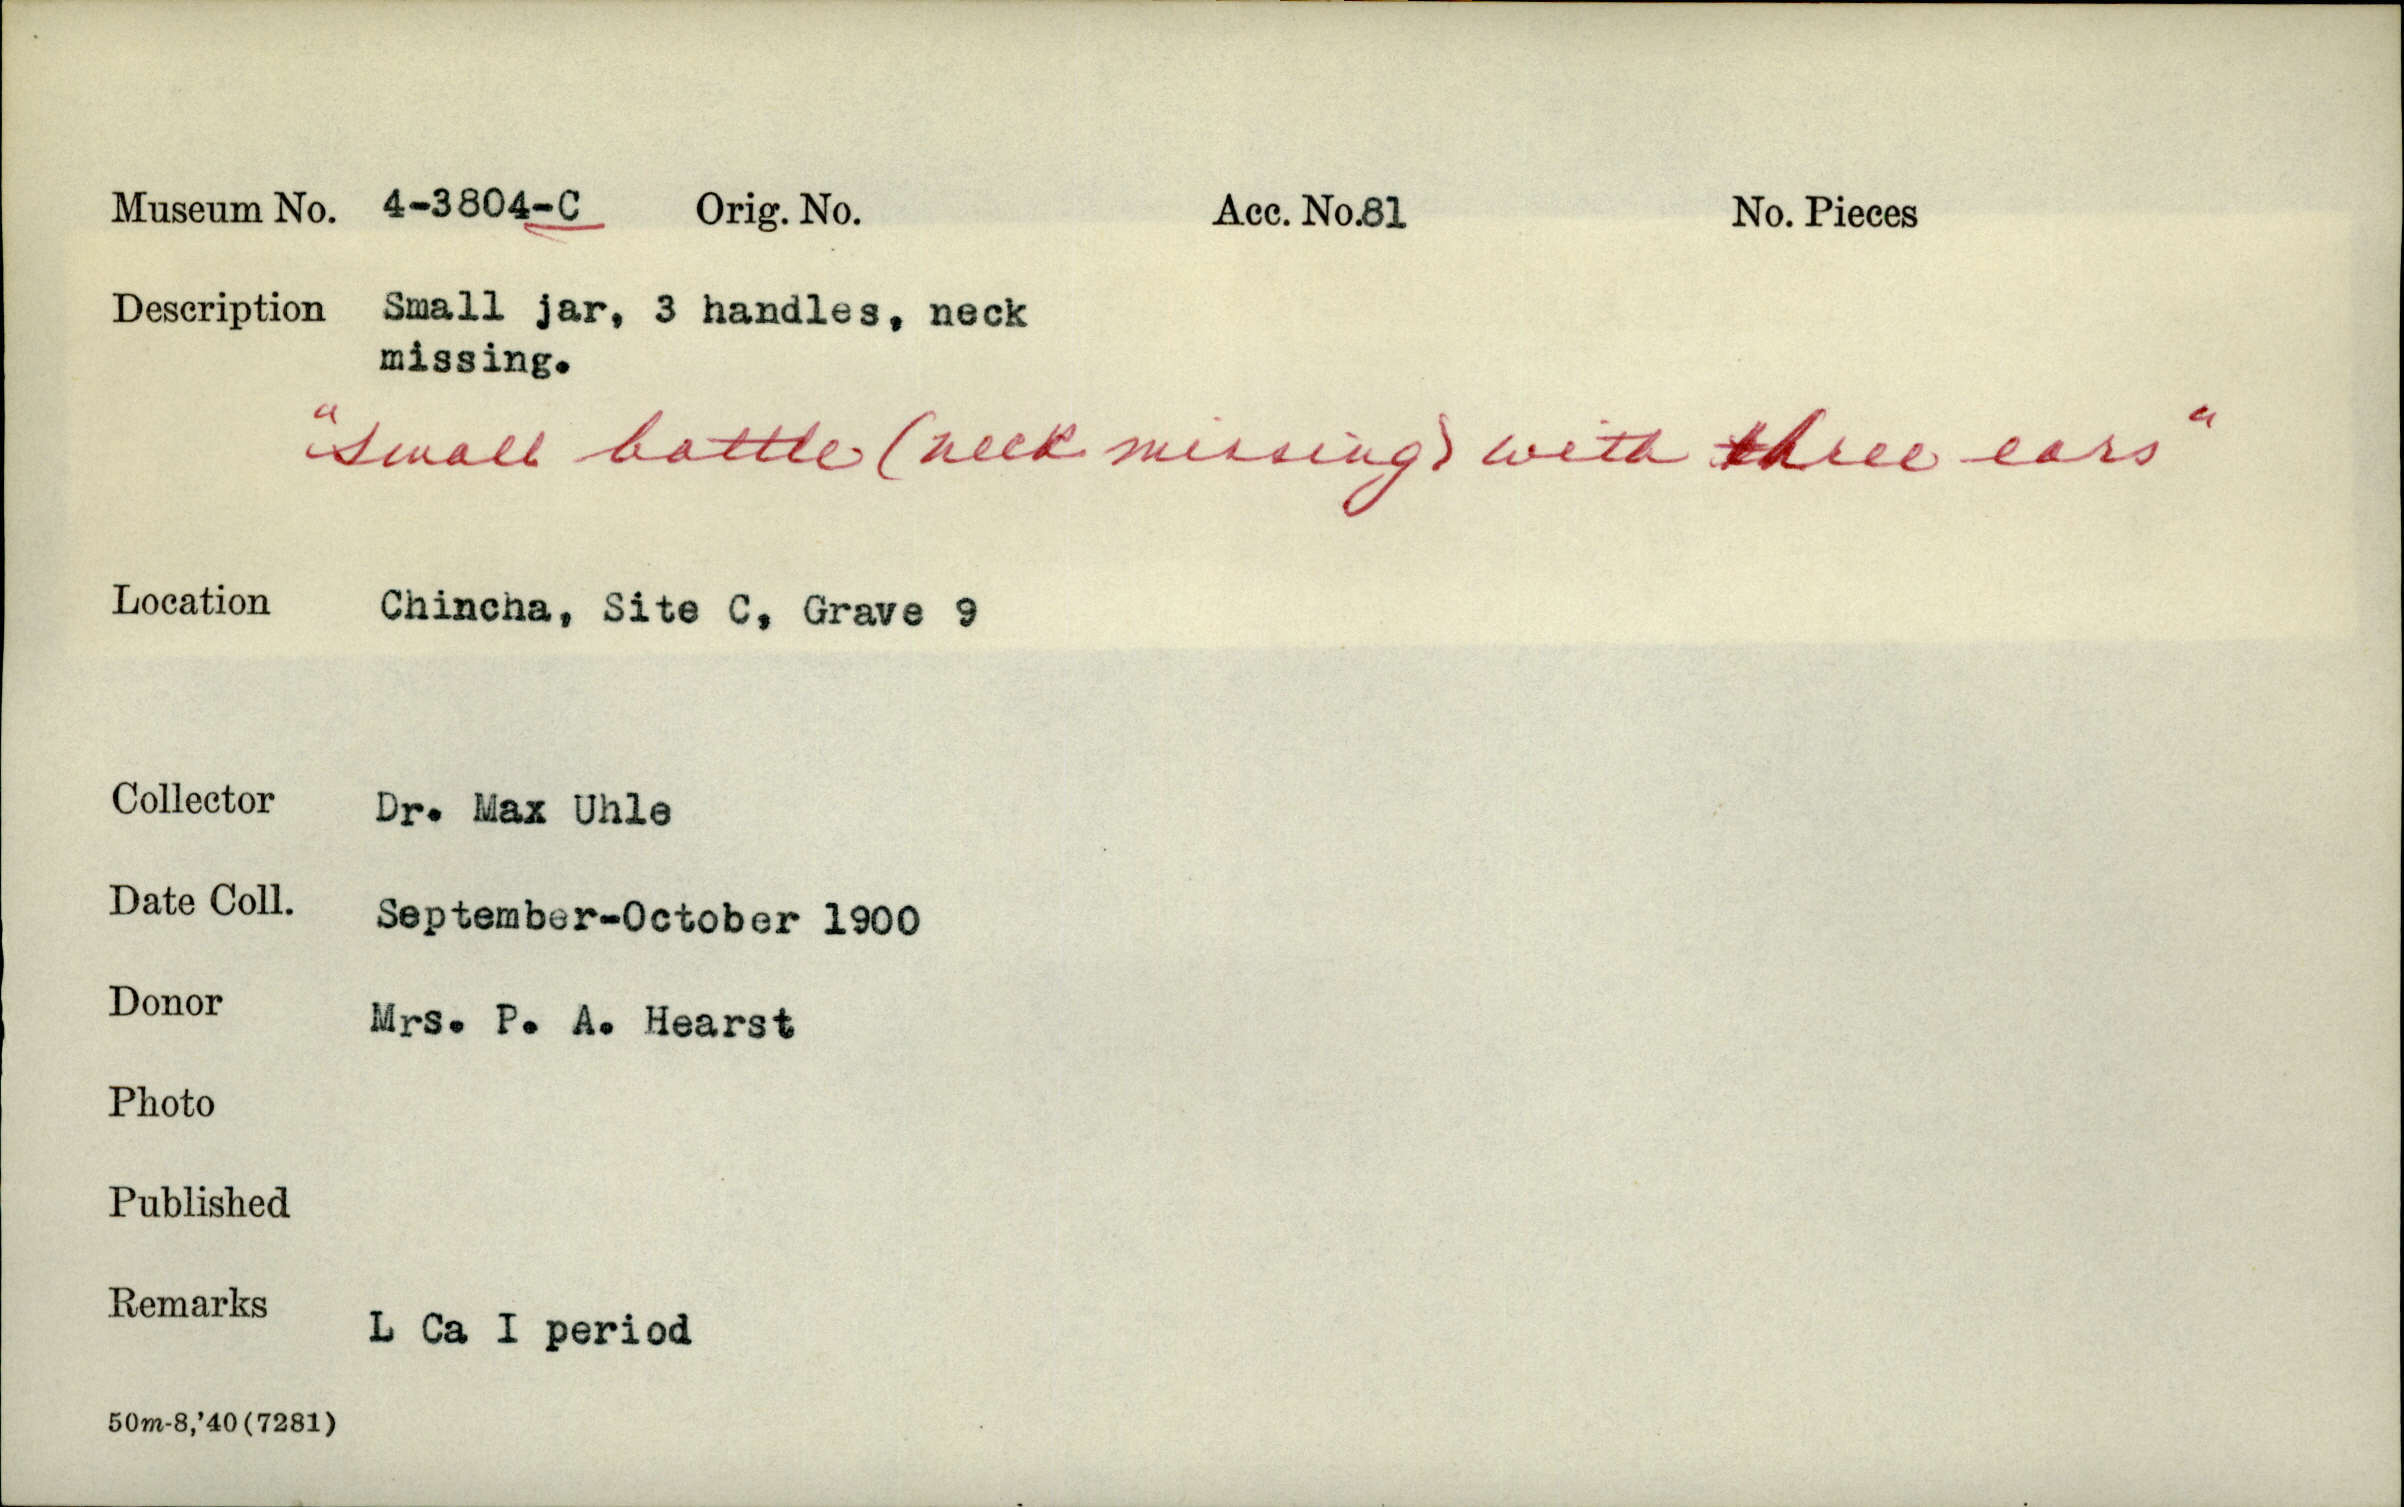 Museum No. 4-3804-C Orig. No. Acc. No.81 No. Pieces
Description Small jar, 3 handles, neck
missing.
"small bottle (neck missing) with three ears"
Location Chincha, Site C, Grave 9
Collector Dr. Max Uhle
Date Coll. September-October 1900
Donor Mrs. P. A. Hearst
Photo
Published
Remarks L Ca I period
50m-8,'40(7281)